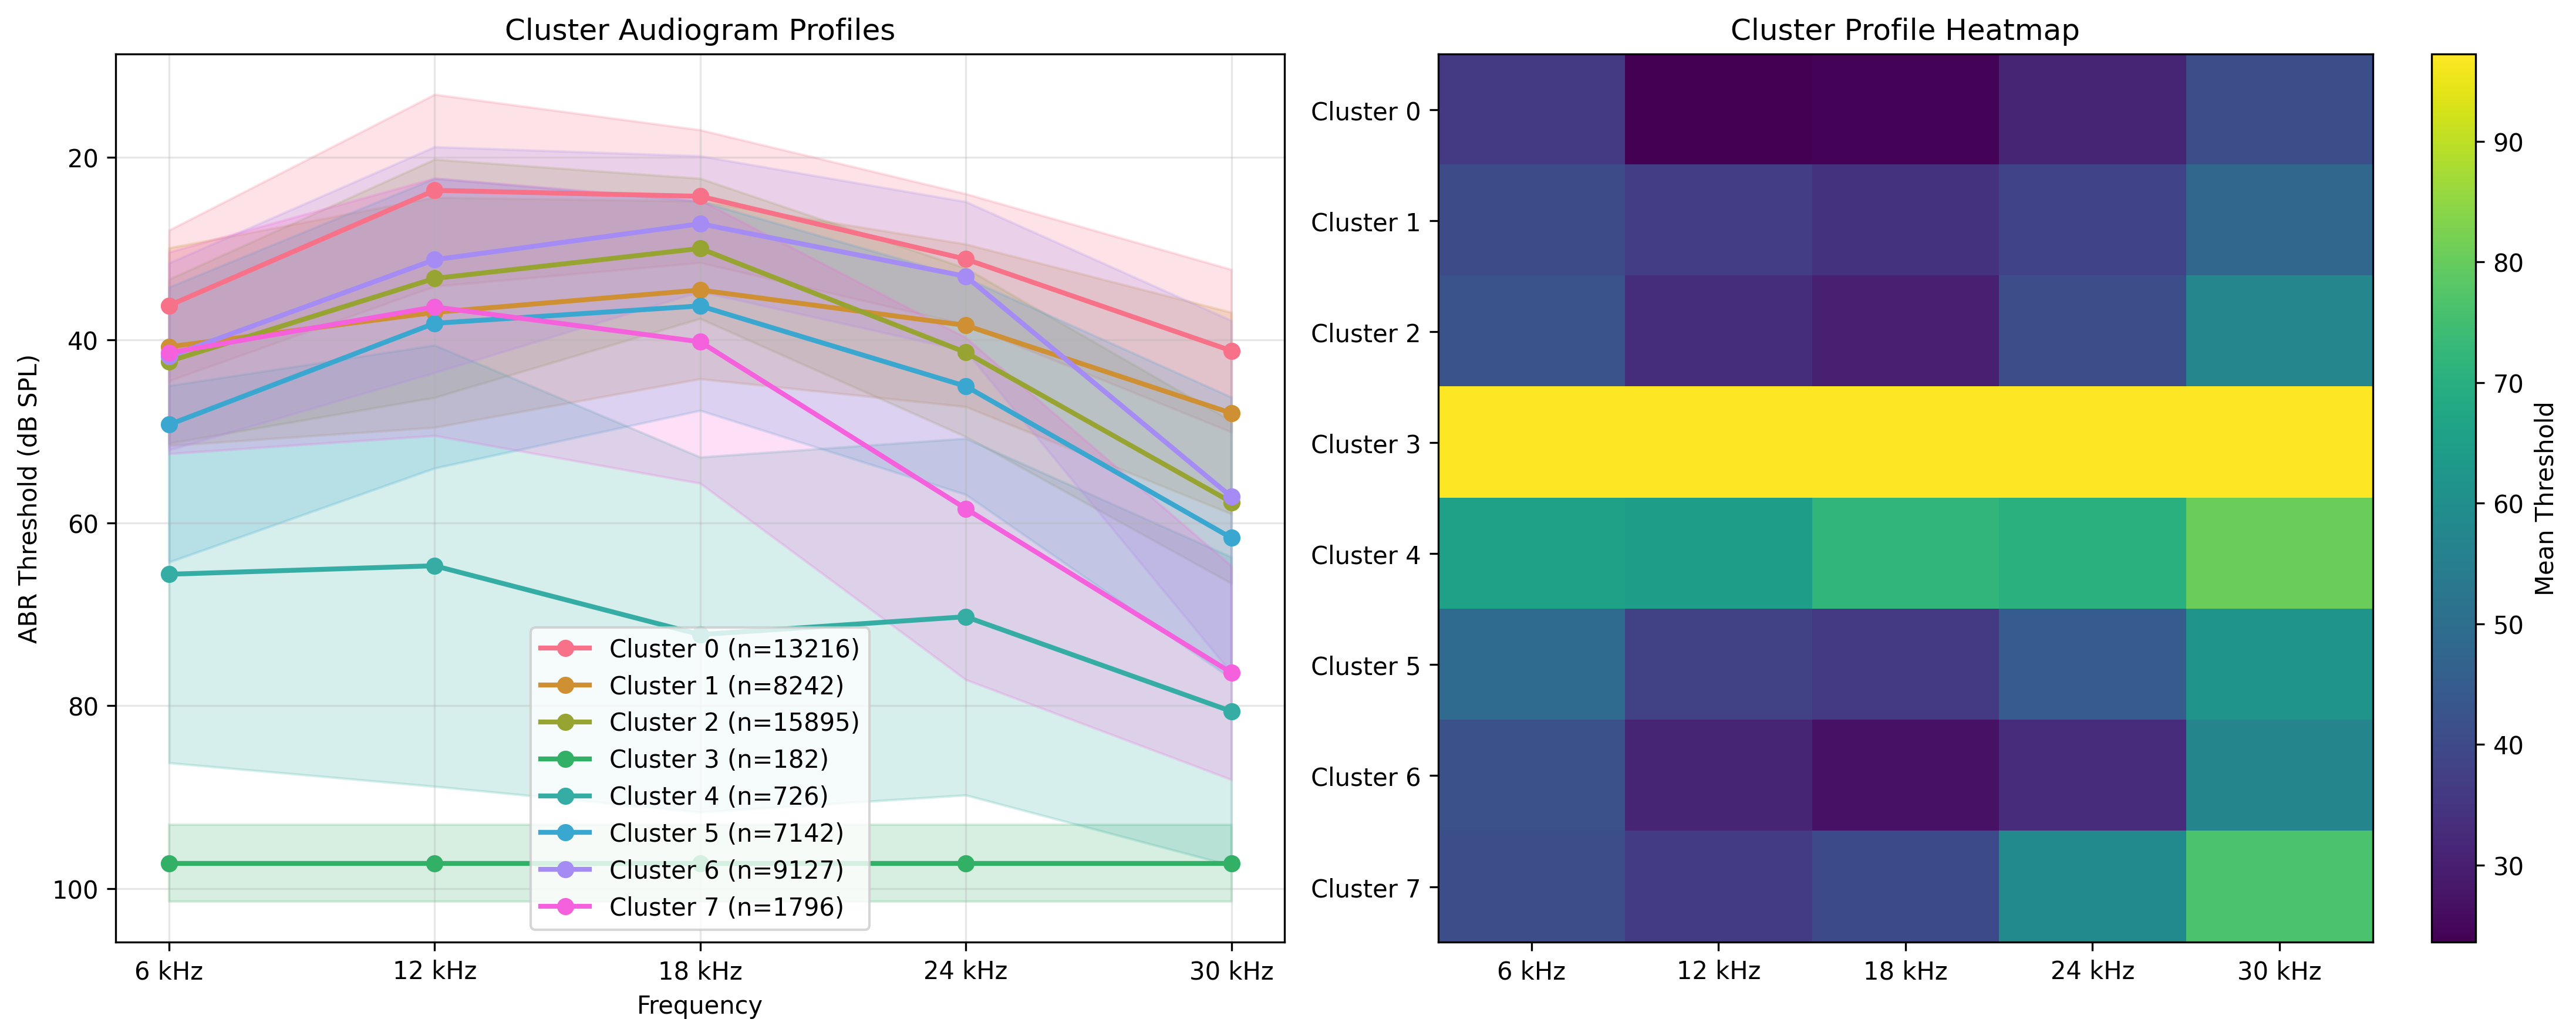 Cluster Audiogram Profiles
ABR Threshold (dB SPL)
20
40
60
80
100
Cluster 0 (n=13216)
Cluster 1 (n=8242)
Cluster 2 (n=15895)
Cluster 3 (n=182)
Cluster 4 (n=726)
Cluster 5 (n=7142)
Cluster 6 (n=9127)
Cluster 7 (n=1796)
6 kHz 12 kHz 18 kHz 24 kHz 30 kHz
Frequency
Cluster Profile Heatmap
Cluster 0
Cluster 1
Cluster 2
Cluster 3
Cluster 4
Cluster 5
Cluster 6
Cluster 7
6 kHz 12 kHz 18 kHz 24 kHz 30 kHz
90
80
70
60
50
40
30
Mean Threshold